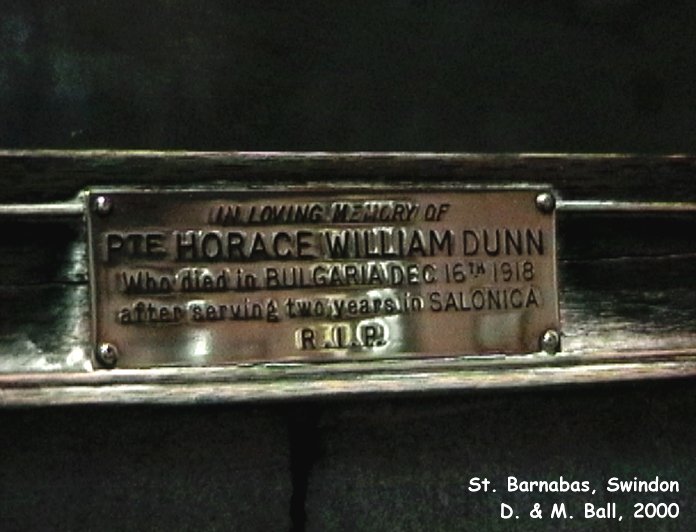 IN LOVING MEMORY OF
PTE HORACE WILLIAM DUNN
Who died in BULGARIA DEC 16TH 1918
after serving two years in SALONICA
R.I.P.
St. Barnabas, Swindon
D. & M. Ball, 2000